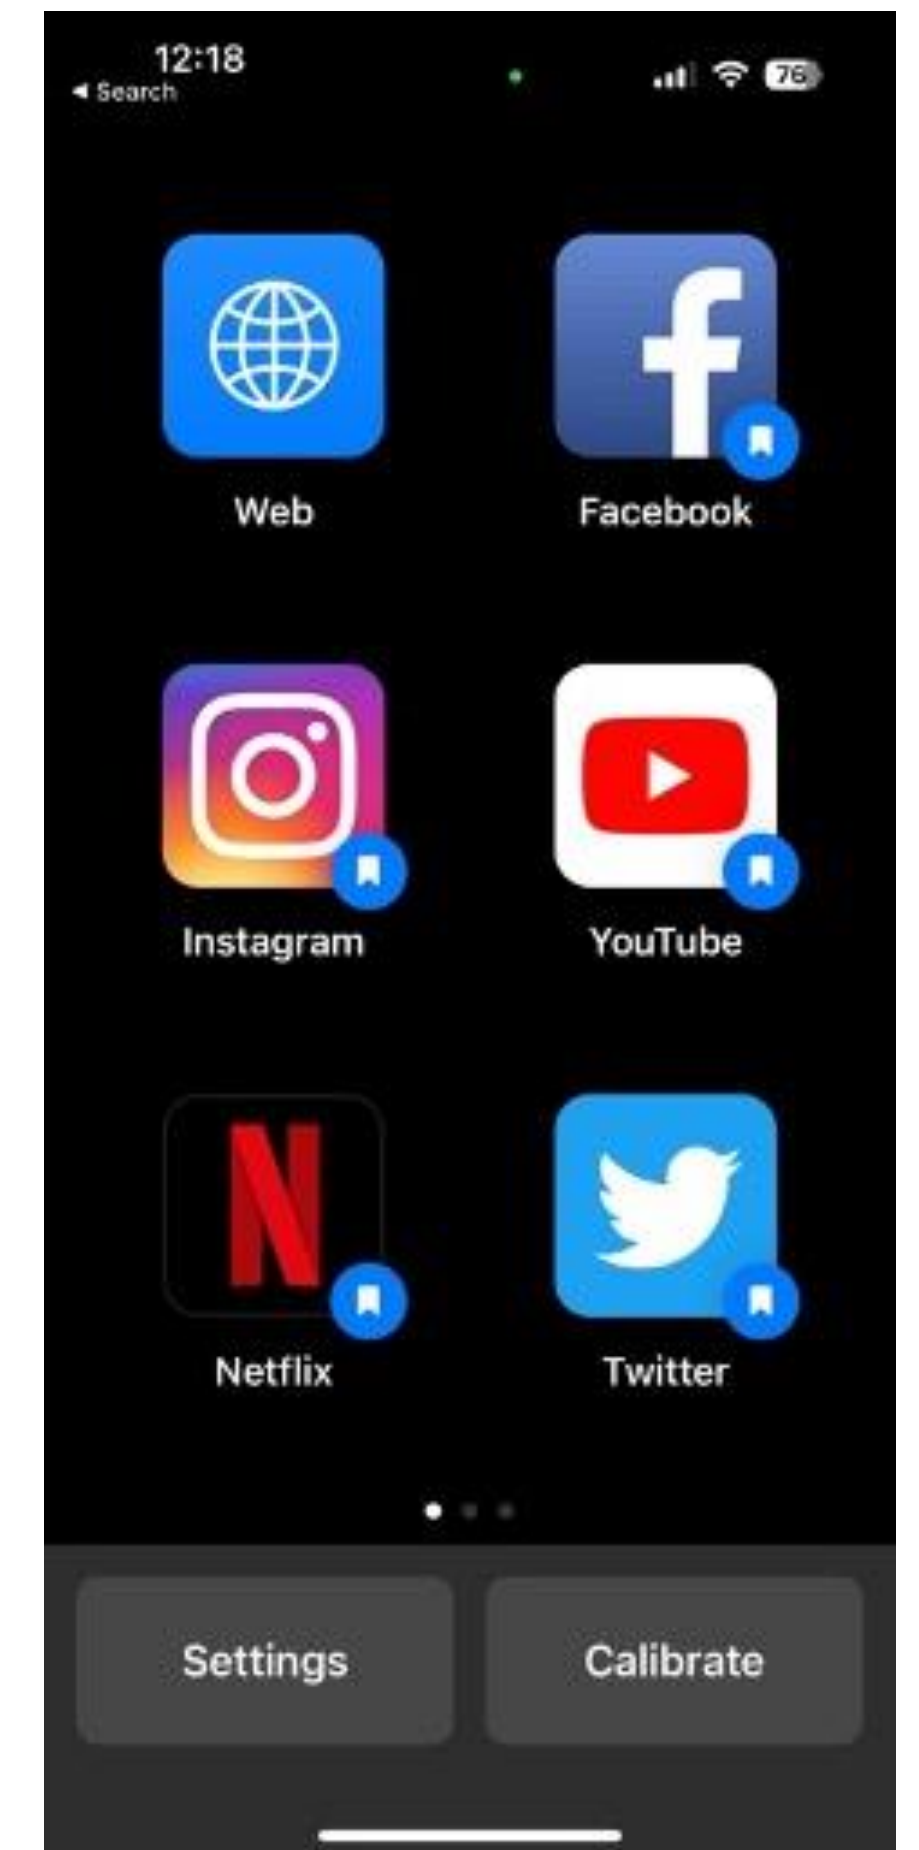 12:18
◀ Search
76
Web
Facebook
Instagram
YouTube
Netflix
Twitter
Settings
Calibrate